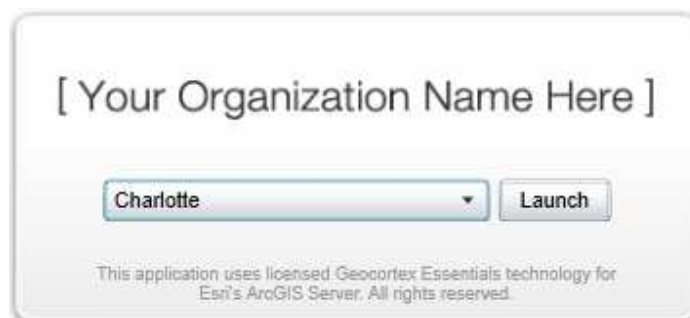 [ Your Organization Name Here ]
Charlotte Launch
This application uses licensed Geocortex Essentials technology for
Esri's ArcGIS Server. All rights reserved.